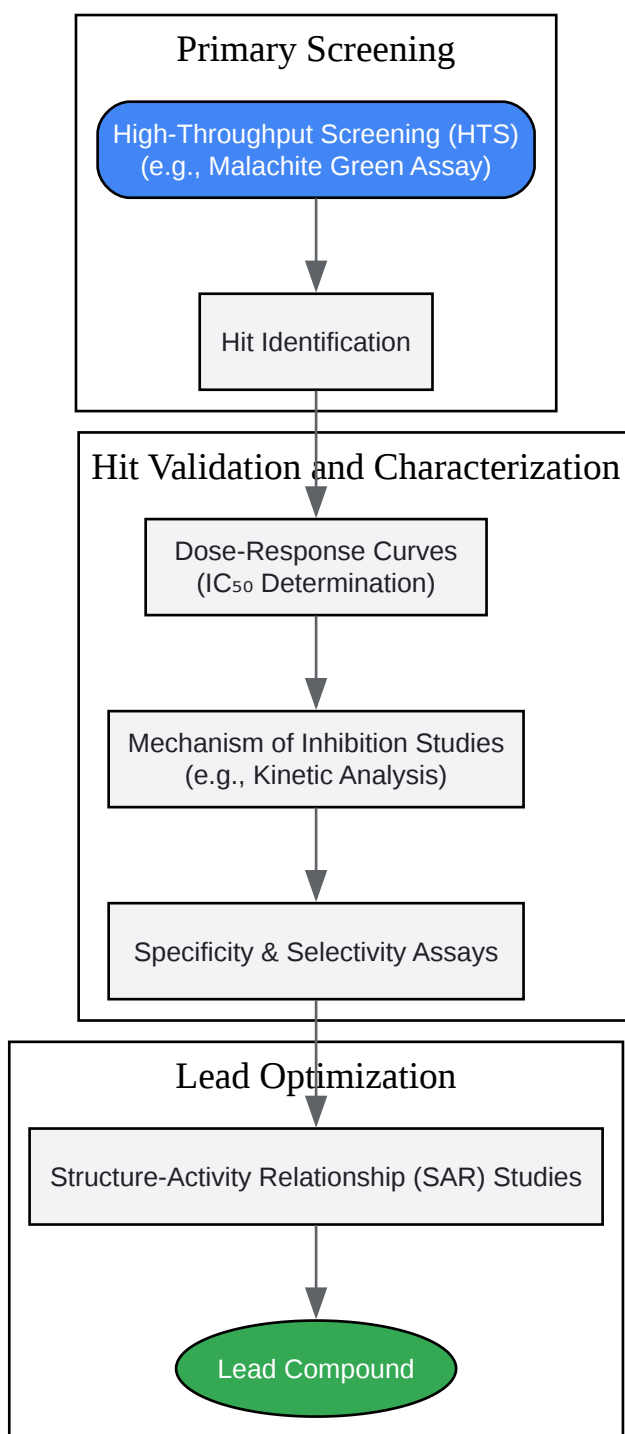 Primary Screening
High-Throughput Screening (HTS)
(e.g., Malachite Green Assay)
Hit Identification
Hit Validation and Characterization
Dose-Response Curves
(IC₅₀ Determination)
Mechanism of Inhibition Studies
(e.g., Kinetic Analysis)
Specificity & Selectivity Assays
Lead Optimization
Structure-Activity Relationship (SAR) Studies
Lead Compound